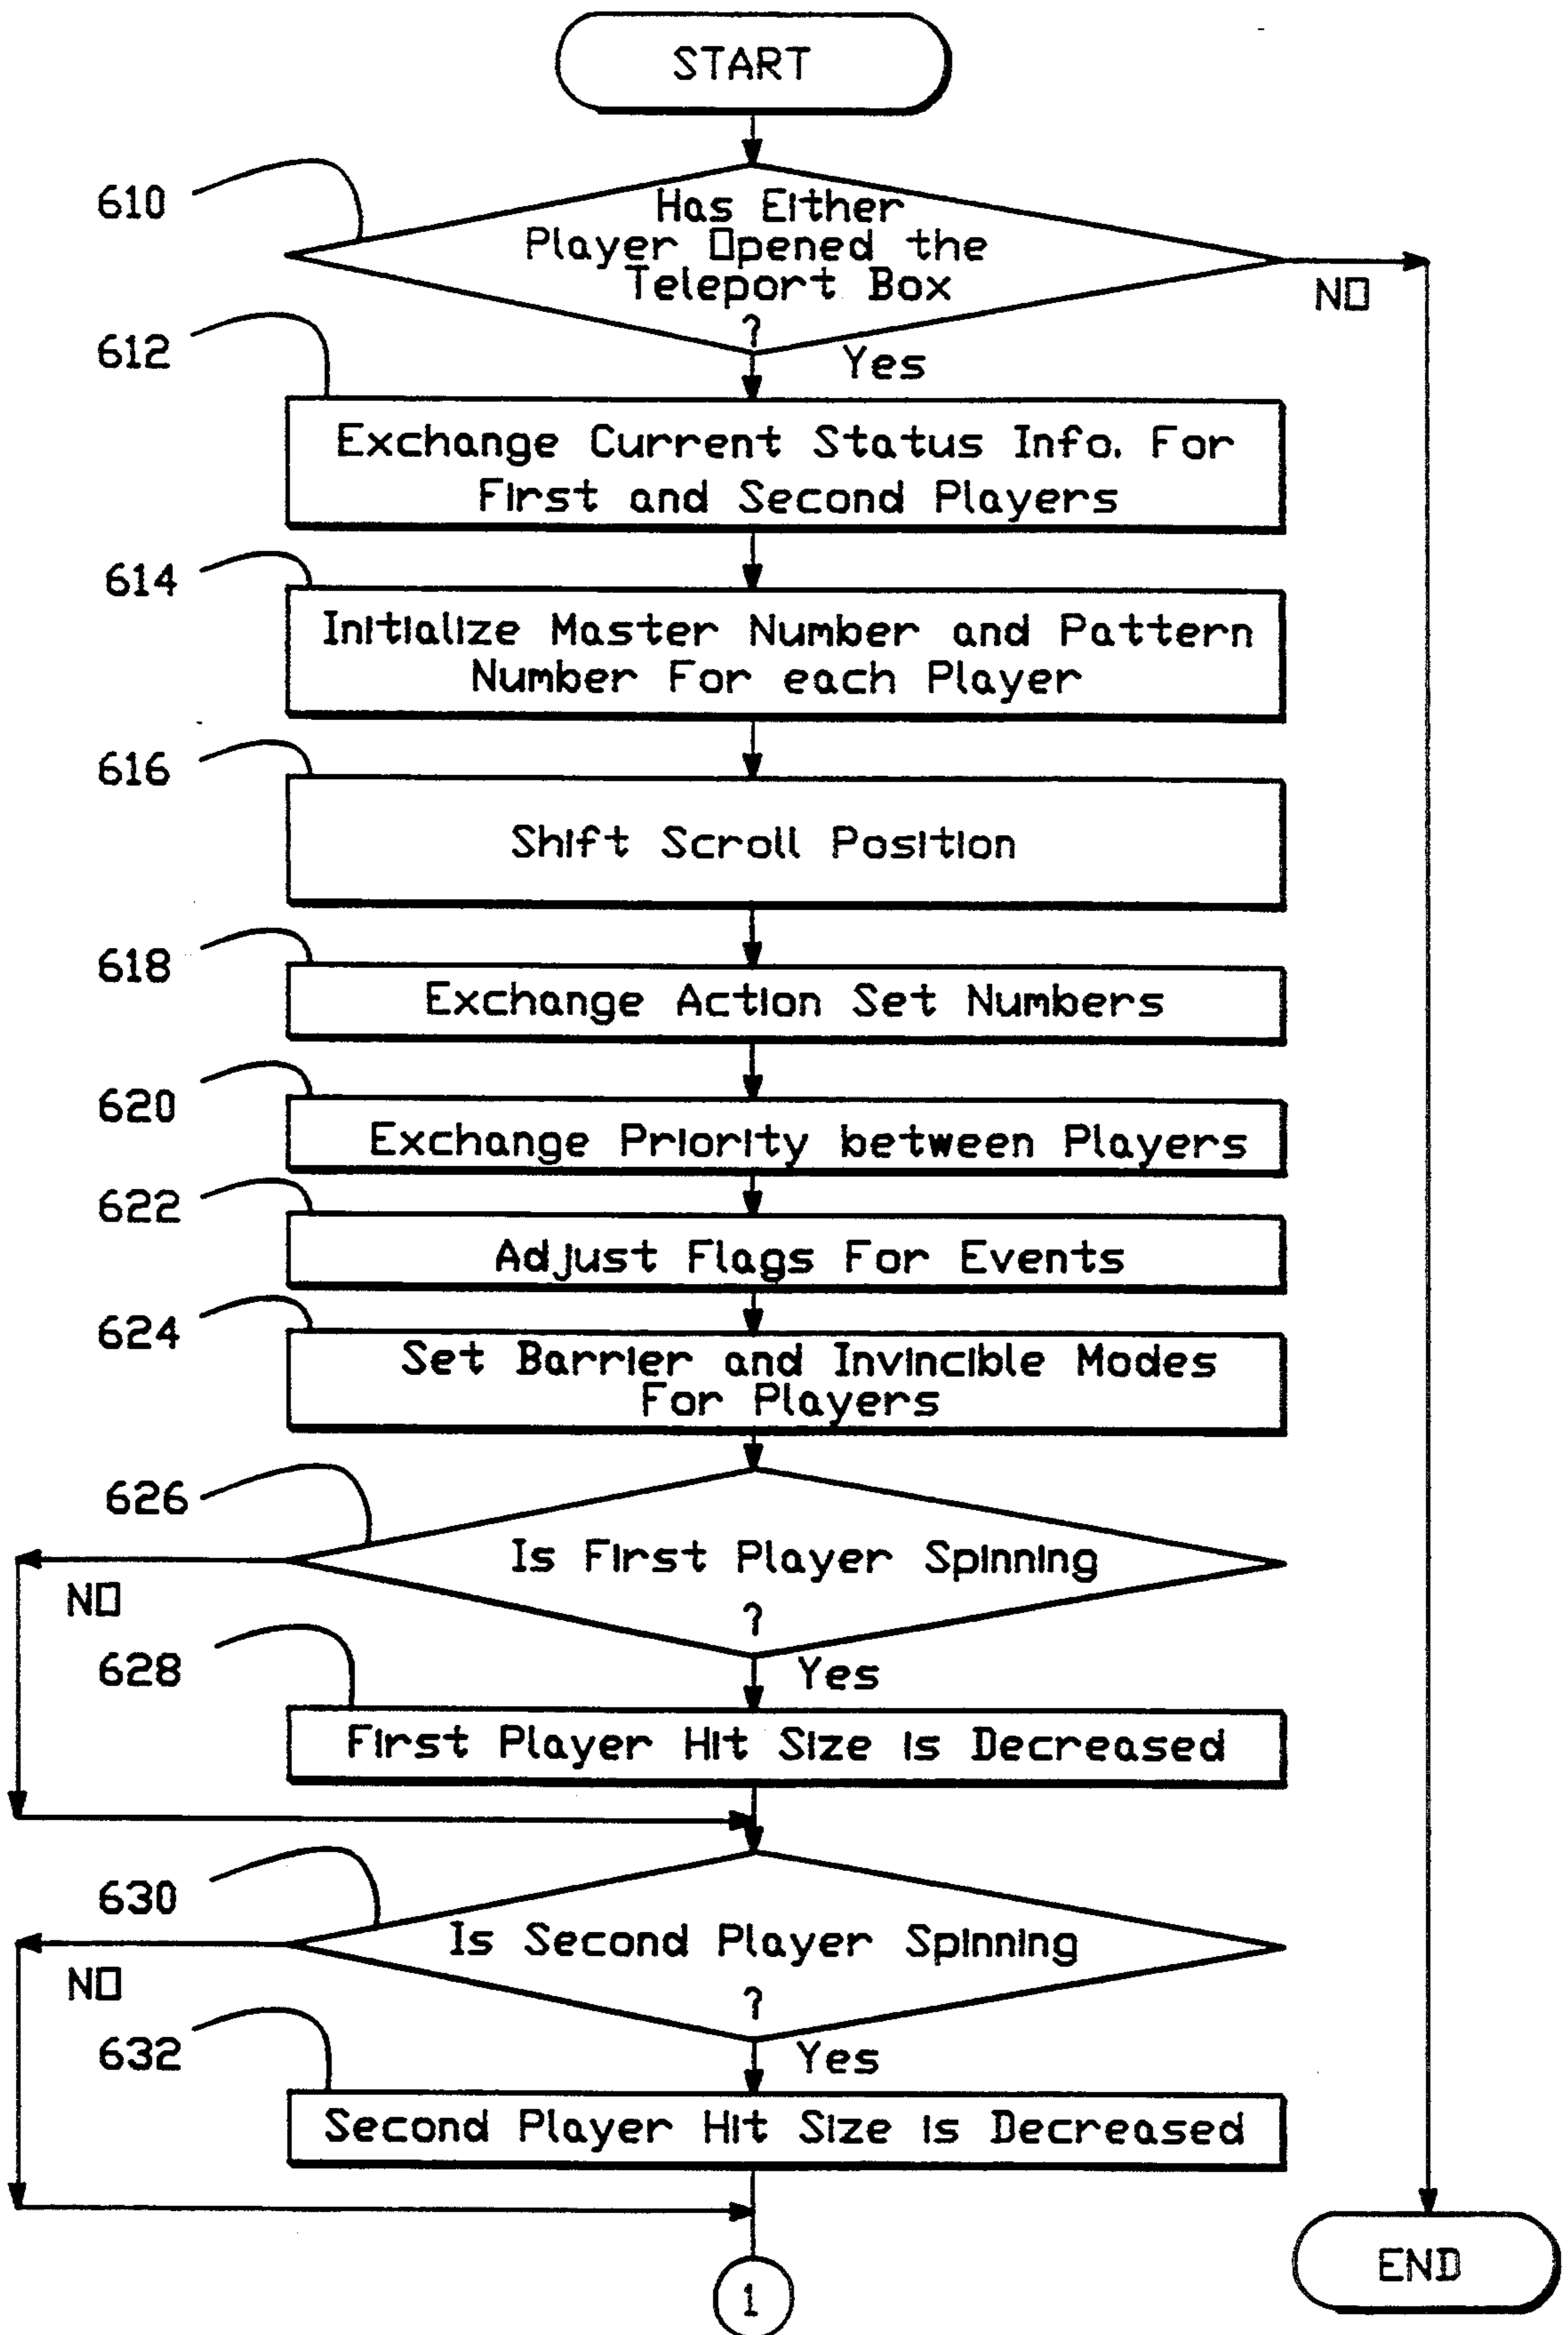 START
610
Has Either
Player Opened the
Teleport Box
?
NO
Yes
612
Exchange Current Status Info. For
First and Second Players
614
Initialize Master Number and Pattern
Number For each Player
616
Shift Scroll Position
618
Exchange Action Set Numbers
620
Exchange Priority between Players
622
Adjust Flags For Events
624
Set Barrier and Invincible Modes
For Players
626
Is First Player Spinning
?
NO
Yes
628
First Player Hit Size is Decreased
630
Is Second Player Spinning
?
NO
Yes
632
Second Player Hit Size is Decreased
1
END